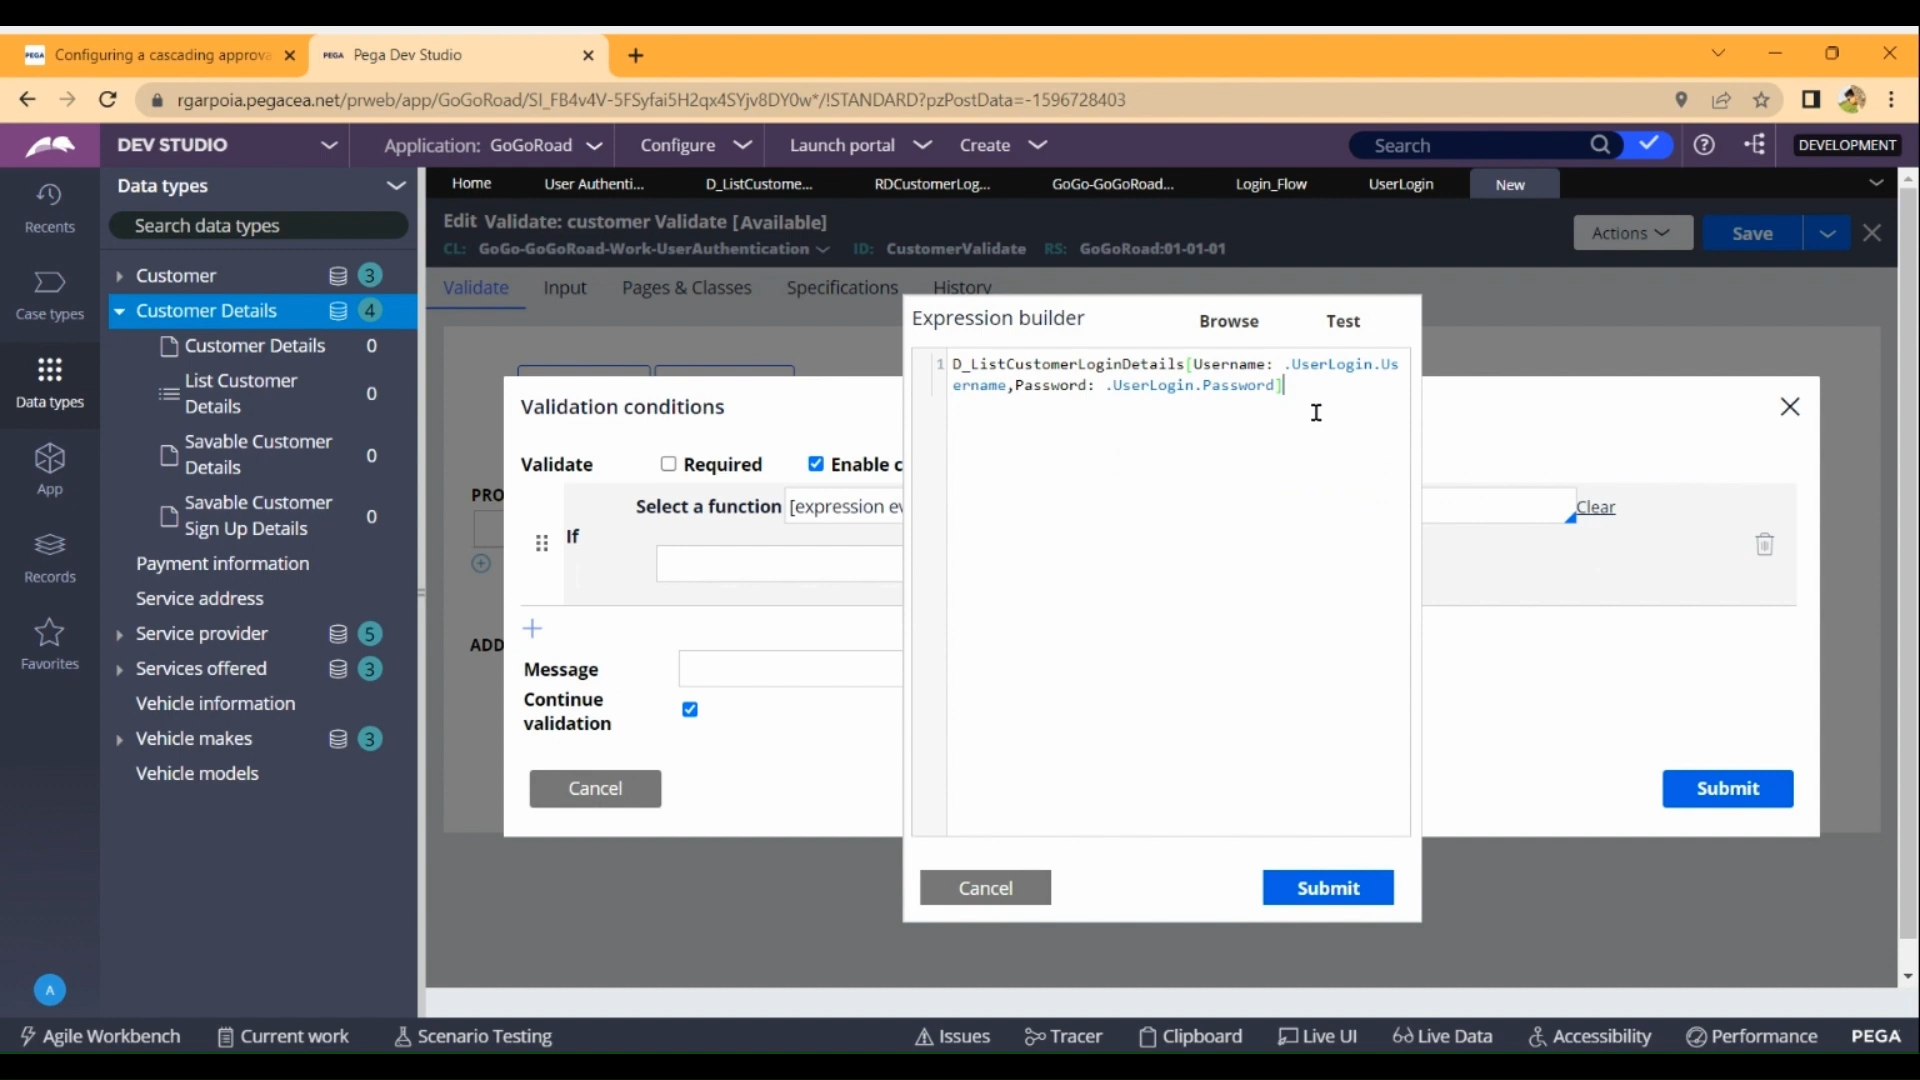 PEGA Configuring a cascading approva
PEGA Pega Dev Studio
rgarpoia.pegacea.net/prweb/app/GoGoRoad/SI_FB4v4V-5FSyfai5H2qx4SYjv8DY0w*/!STANDARD?pzPostData=-1596728403
DEV STUDIO
Application: GoGoRoad
Configure
Launch portal
Create
Search
DEVELOPMENT
Recents
Case types
Data types
App
Records
Favorites
A
Data types
Search data types
Customer 3
Customer Details 4
Customer Details 0
List Customer
Details 0
Savable Customer
Details 0
Savable Customer
Sign Up Details 0
Payment information
Service address
Service provider 5
Services offered 3
Vehicle information
Vehicle makes 3
Vehicle models
Home
User Authenti...
D_ListCustome...
RDCustomerLog...
GoGo-GoGoRoad...
Login_Flow
UserLogin
New
Edit Validate: customer Validate [Available]
CL: GoGo-GoGoRoad-Work-UserAuthentication ID: CustomerValidate RS: GoGoRoad:01-01-01
Actions
Save
Validate
Input
Pages & Classes
Specifications
History
PRO
ADD
Validation conditions
Validate
Required
Enable c
Select a function [expression ev
Clear
If
Message
Continue
validation
Cancel
Submit
Expression builder
Browse
Test
1 D_ListCustomerLoginDetails[Username: .UserLogin.Us
ername,Password: .UserLogin.Password]
Cancel
Submit
Agile Workbench
Current work
Scenario Testing
Issues
Tracer
Clipboard
Live UI
Live Data
Accessibility
Performance
PEGA